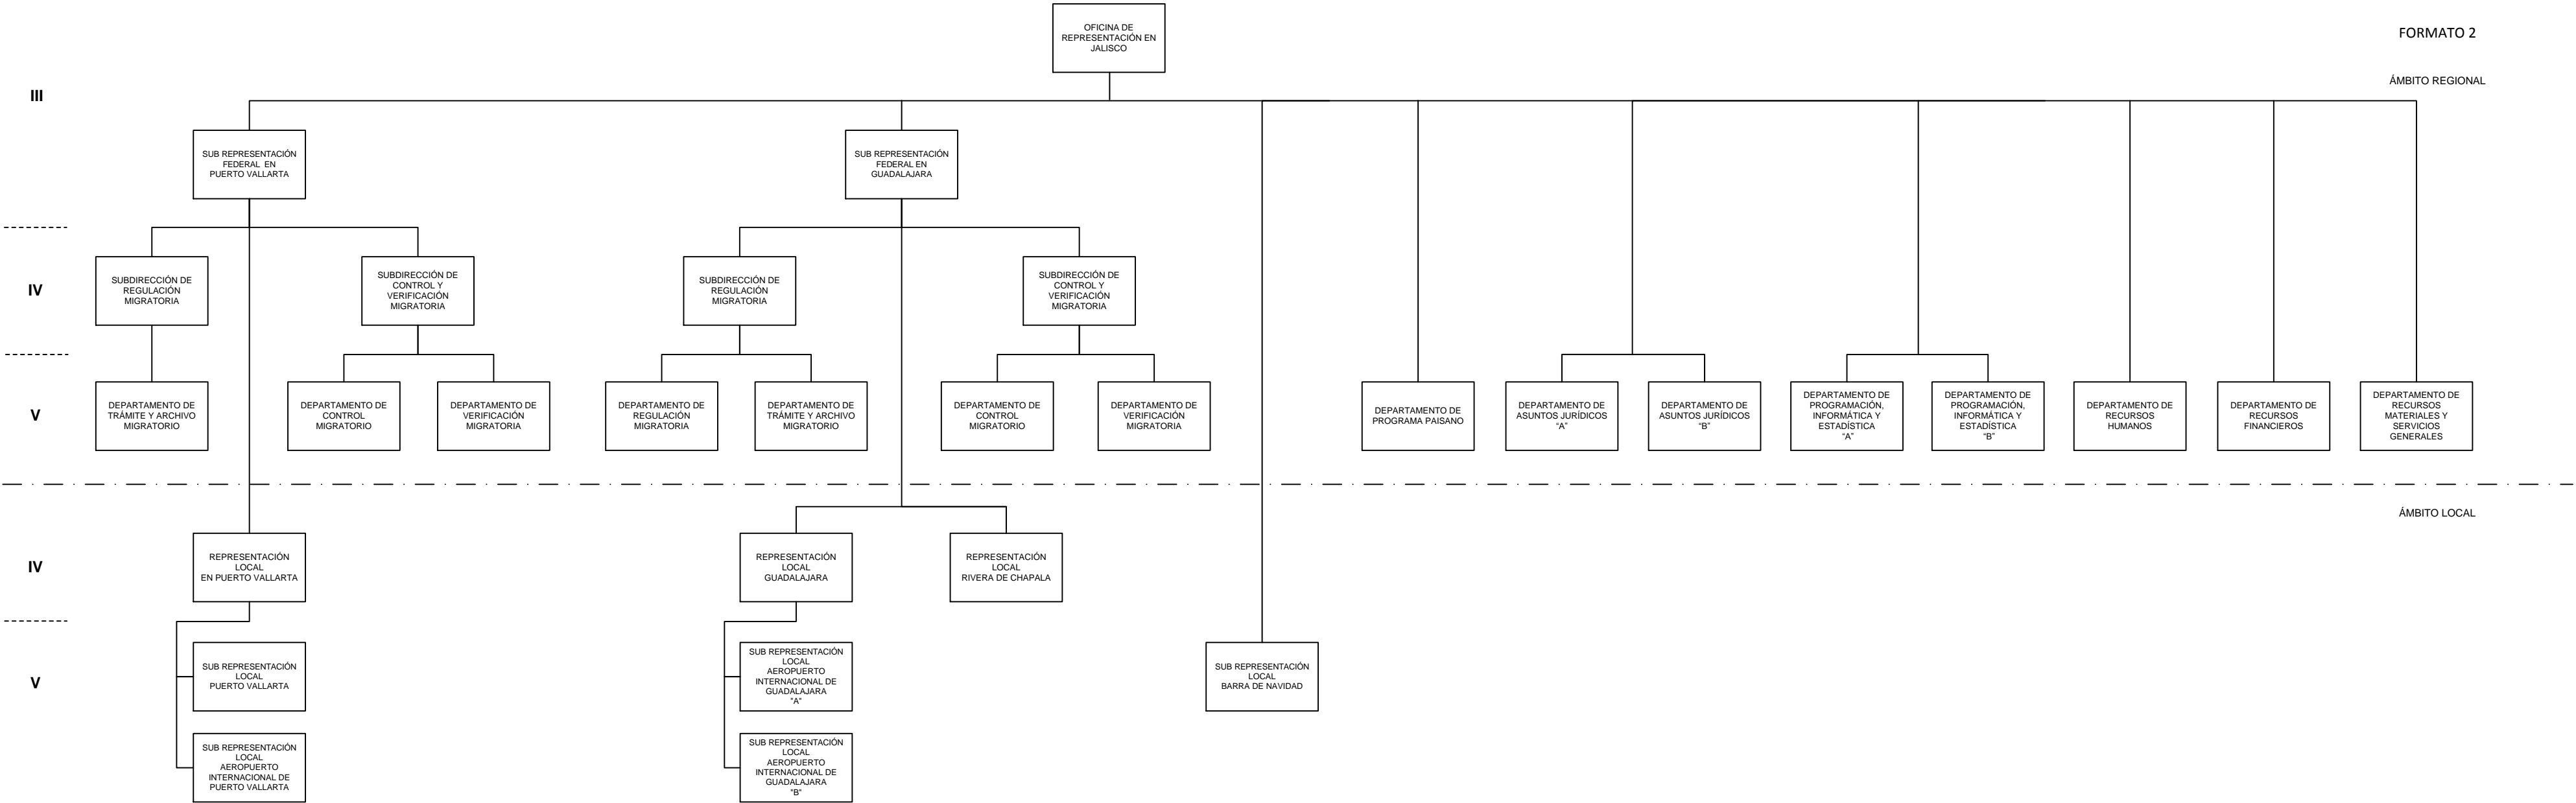 OFICINA DE
REPRESENTACIÓN EN
JALISCO
FORMATO 2
ÁMBITO REGIONAL
III
SUB REPRESENTACIÓN
FEDERAL EN
PUERTO VALLARTA
SUB REPRESENTACIÓN
FEDERAL EN
GUADALAJARA
IV
SUBDIRECCIÓN DE
REGULACIÓN
MIGRATORIA
SUBDIRECCIÓN DE
CONTROL Y
VERIFICACIÓN
MIGRATORIA
SUBDIRECCIÓN DE
REGULACIÓN
MIGRATORIA
SUBDIRECCIÓN DE
CONTROL Y
VERIFICACIÓN
MIGRATORIA
V
DEPARTAMENTO DE
TRÁMITE Y ARCHIVO
MIGRATORIO
DEPARTAMENTO DE
CONTROL
MIGRATORIO
DEPARTAMENTO DE
VERIFICACIÓN
MIGRATORIA
DEPARTAMENTO DE
REGULACIÓN
MIGRATORIA
DEPARTAMENTO DE
TRÁMITE Y ARCHIVO
MIGRATORIO
DEPARTAMENTO DE
CONTROL
MIGRATORIO
DEPARTAMENTO DE
VERIFICACIÓN
MIGRATORIA
DEPARTAMENTO DE
PROGRAMA PAISANO
DEPARTAMENTO DE
ASUNTOS JURÍDICOS
“A”
DEPARTAMENTO DE
ASUNTOS JURÍDICOS
“B”
DEPARTAMENTO DE
PROGRAMACIÓN,
INFORMÁTICA Y
ESTADÍSTICA
“A”
DEPARTAMENTO DE
PROGRAMACIÓN,
INFORMÁTICA Y
ESTADÍSTICA
“B”
DEPARTAMENTO DE
RECURSOS
HUMANOS
DEPARTAMENTO DE
RECURSOS
FINANCIEROS
DEPARTAMENTO DE
RECURSOS
MATERIALES Y
SERVICIOS
GENERALES
ÁMBITO LOCAL
IV
REPRESENTACIÓN
LOCAL
EN PUERTO VALLARTA
REPRESENTACIÓN
LOCAL
GUADALAJARA
REPRESENTACIÓN
LOCAL
RIVERA DE CHAPALA
V
SUB REPRESENTACIÓN
LOCAL
PUERTO VALLARTA
SUB REPRESENTACIÓN
LOCAL
AEROPUERTO
INTERNACIONAL DE
GUADALAJARA
“A”
SUB REPRESENTACIÓN
LOCAL
BARRA DE NAVIDAD
SUB REPRESENTACIÓN
LOCAL
AEROPUERTO
INTERNACIONAL DE
PUERTO VALLARTA
SUB REPRESENTACIÓN
LOCAL
AEROPUERTO
INTERNACIONAL DE
GUADALAJARA
“B”